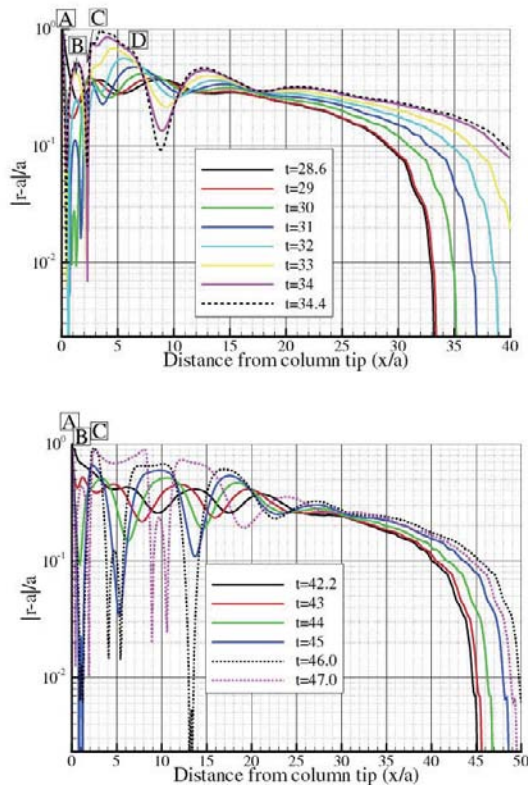 10⁰
A
B
C
D
10⁻¹
10⁻²
|r-a|/a
t=28.6
t=29
t=30
t=31
t=32
t=33
t=34
t=34.4
0 5 10 15 20 25 30 35 40
Distance from column tip (x/a)
A
B
C
10⁰
10⁻¹
10⁻²
|r-a|/a
t=42.2
t=43
t=44
t=45
t=46.0
t=47.0
0 5 10 15 20 25 30 35 40 45 50
Distance from column tip (x/a)